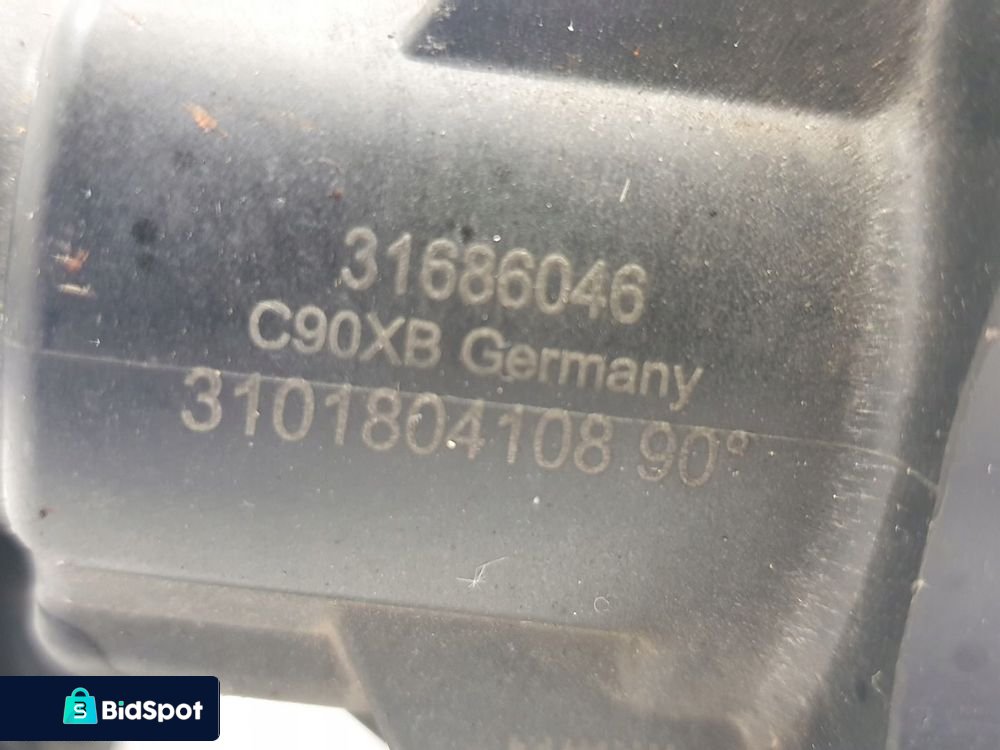 31686046
C90XB Germany
3101804108 90°
BidSpot